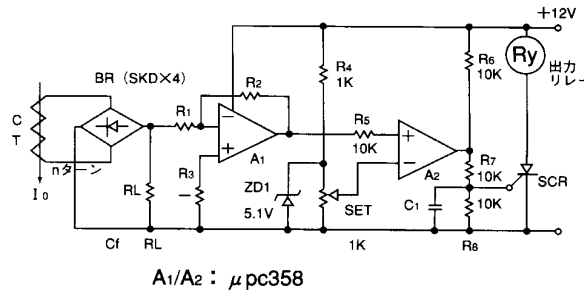 +12V
BR (SKD×4)
R4
1K
R6
10K
Ry
出力
リレー
C
T
R1
R2
R5
10K
A1
A2
R7
10K
SCR
nターン
I0
RL
R3
ZD1
5.1V
SET
C1
10K
Cf
RL
1K
R8
A1/A2： μpc358